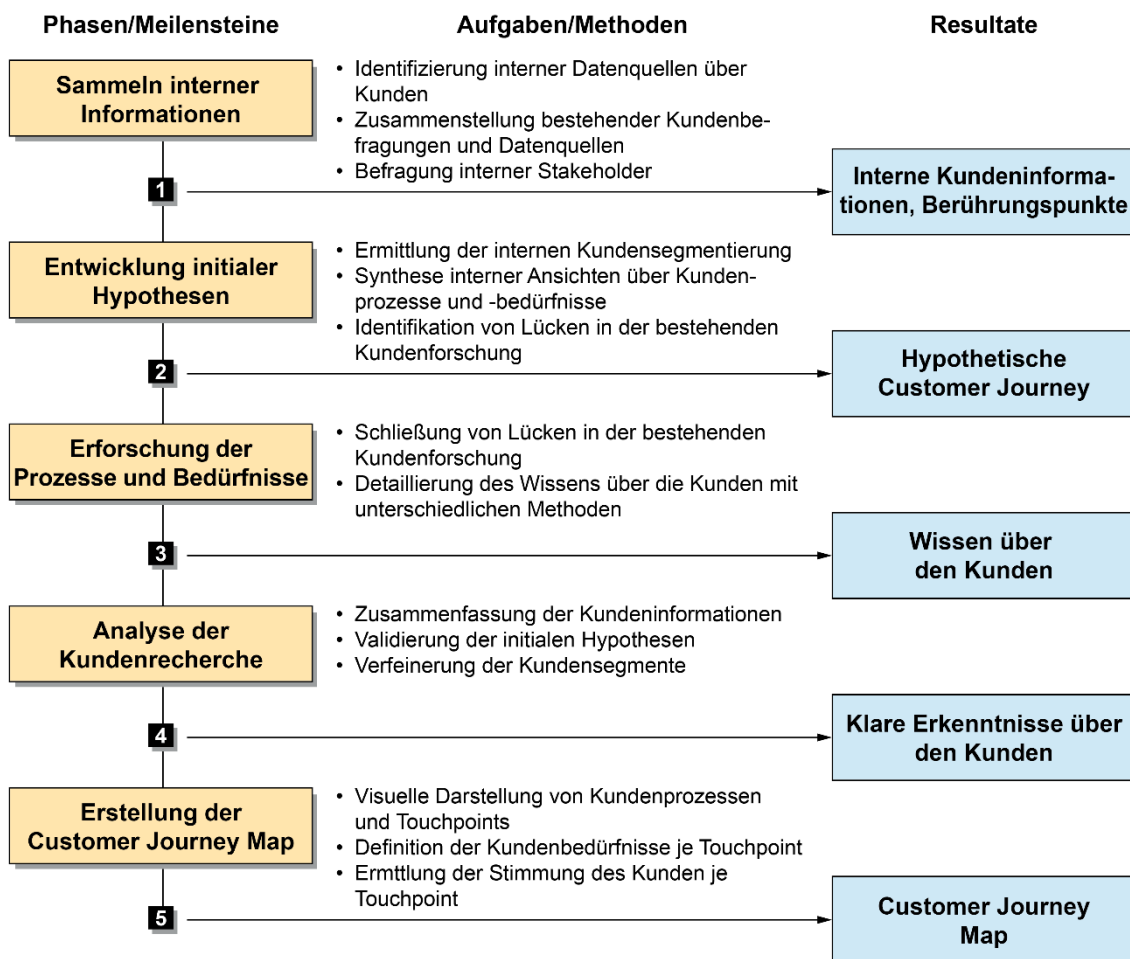 Phasen/Meilensteine
Aufgaben/Methoden
Resultate
Sammeln interner
Informationen
• Identifizierung interner Datenquellen über
Kunden
• Zusammenstellung bestehender Kundenbe-
fragungen und Datenquellen
• Befragung interner Stakeholder
1
Interne Kundeninforma-
tionen, Berührungspunkte
Entwicklung initialer
Hypothesen
• Ermittlung der internen Kundensegmentierung
• Synthese interner Ansichten über Kunden-
prozesse und -bedürfnisse
• Identifikation von Lücken in der bestehenden
Kundenforschung
2
Hypothetische
Customer Journey
Erforschung der
Prozesse und Bedürfnisse
• Schließung von Lücken in der bestehenden
Kundenforschung
• Detaillierung des Wissens über die Kunden mit
unterschiedlichen Methoden
3
Wissen über
den Kunden
Analyse der
Kundenrecherche
• Zusammenfassung der Kundeninformationen
• Validierung der initialen Hypothesen
• Verfeinerung der Kundensegmente
4
Klare Erkenntnisse über
den Kunden
Erstellung der
Customer Journey Map
• Visuelle Darstellung von Kundenprozessen
und Touchpoints
• Definition der Kundenbedürfnisse je Touchpoint
• Ermttlung der Stimmung des Kunden je
Touchpoint
5
Customer Journey
Map